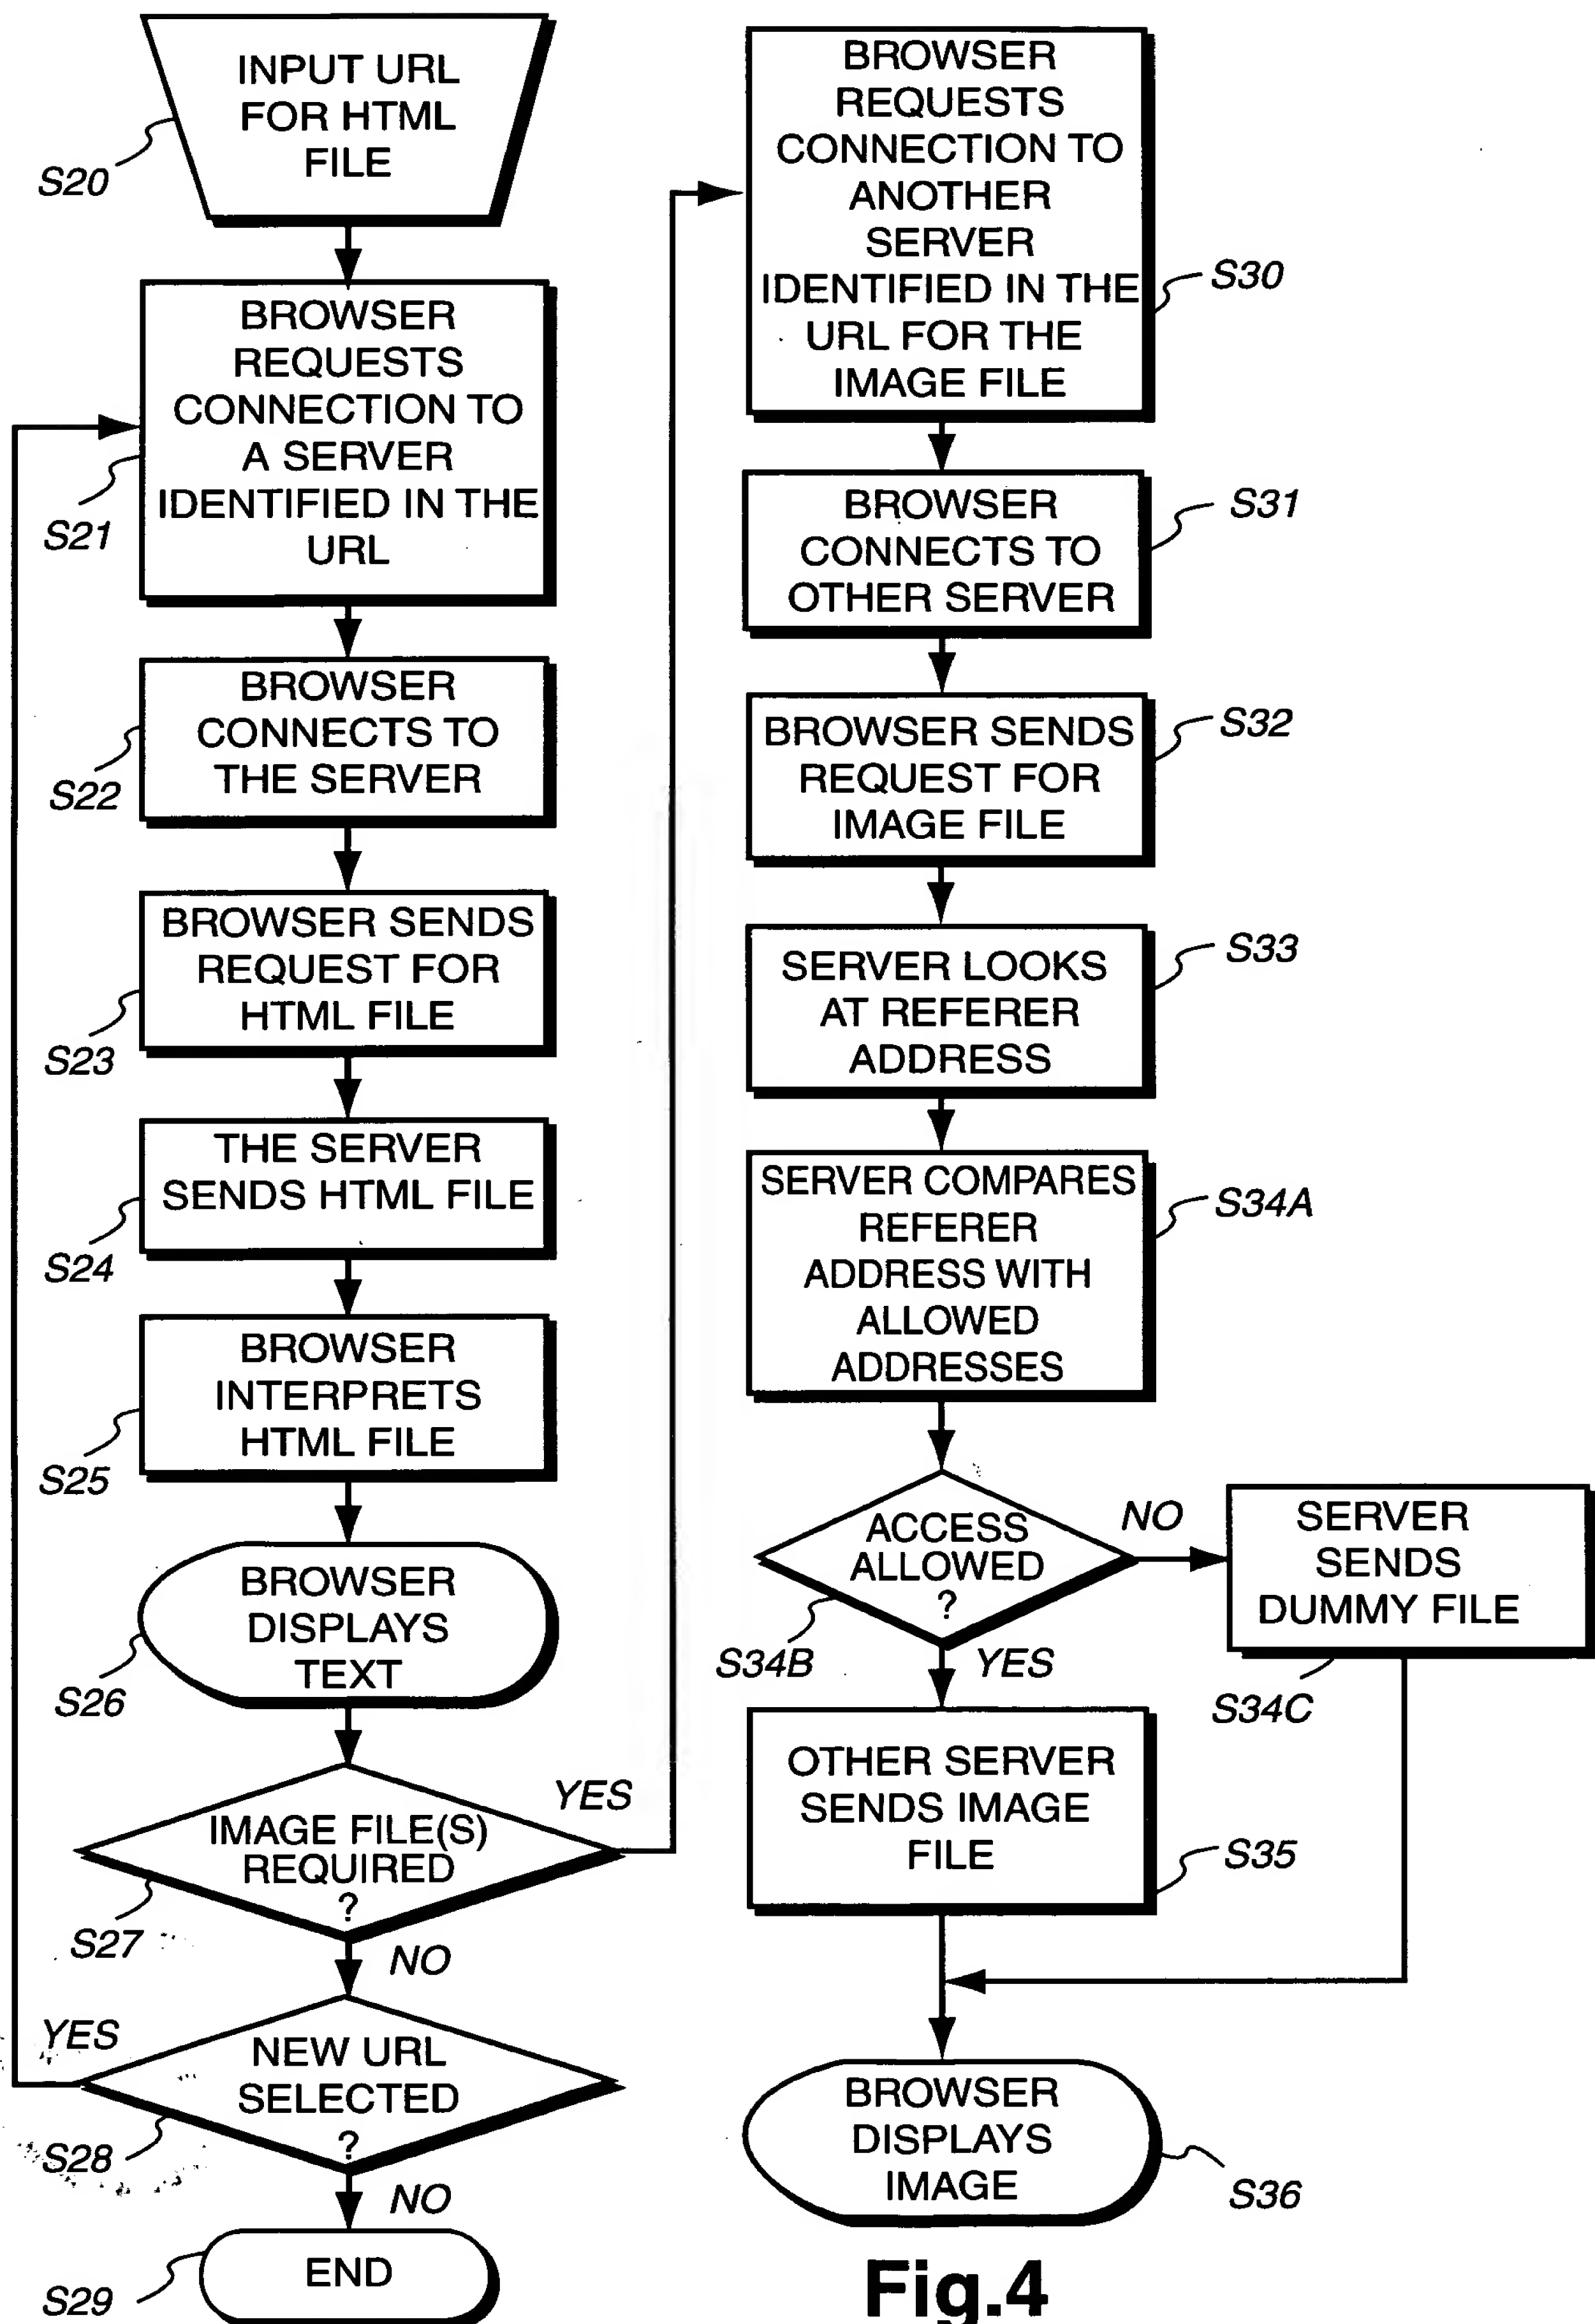 INPUT URL
FOR HTML
FILE
S20
BROWSER
REQUESTS
CONNECTION TO
A SERVER
IDENTIFIED IN THE
URL
S21
BROWSER
CONNECTS TO
THE SERVER
S22
BROWSER SENDS
REQUEST FOR
HTML FILE
S23
THE SERVER
SENDS HTML FILE
S24
BROWSER
INTERPRETS
HTML FILE
S25
BROWSER
DISPLAYS
TEXT
S26
IMAGE FILE(S)
REQUIRED
?
YES
S27
NO
YES
NEW URL
SELECTED
?
S28
NO
END
S29
BROWSER
REQUESTS
CONNECTION TO
ANOTHER
SERVER
IDENTIFIED IN THE
URL FOR THE
IMAGE FILE
S30
BROWSER
CONNECTS TO
OTHER SERVER
S31
BROWSER SENDS
REQUEST FOR
IMAGE FILE
S32
SERVER LOOKS
AT REFERER
ADDRESS
S33
SERVER COMPARES
REFERER
ADDRESS WITH
ALLOWED
ADDRESSES
S34A
ACCESS
ALLOWED
?
NO
S34B
YES
SERVER
SENDS
DUMMY FILE
S34C
OTHER SERVER
SENDS IMAGE
FILE
S35
BROWSER
DISPLAYS
IMAGE
S36
Fig.4